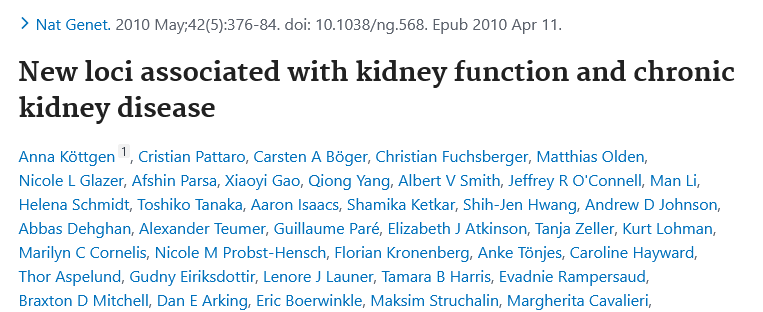 Nat Genet. 2010 May;42(5):376-84. doi: 10.1038/ng.568. Epub 2010 Apr 11.
New loci associated with kidney function and chronic
kidney disease
Anna Köttgen 1, Cristian Pattaro, Carsten A Böger, Christian Fuchsberger, Matthias Olden,
Nicole L Glazer, Afshin Parsa, Xiaoyi Gao, Qiong Yang, Albert V Smith, Jeffrey R O'Connell, Man Li,
Helena Schmidt, Toshiko Tanaka, Aaron Isaacs, Shamika Ketkar, Shih-Jen Hwang, Andrew D Johnson,
Abbas Dehghan, Alexander Teumer, Guillaume Paré, Elizabeth J Atkinson, Tanja Zeller, Kurt Lohman,
Marilyn C Cornelis, Nicole M Probst-Hensch, Florian Kronenberg, Anke Tönjes, Caroline Hayward,
Thor Aspelund, Gudny Eiriksdottir, Lenore J Launer, Tamara B Harris, Evadnie Rampersaud,
Braxton D Mitchell, Dan E Arking, Eric Boerwinkle, Maksim Struchalin, Margherita Cavalieri,